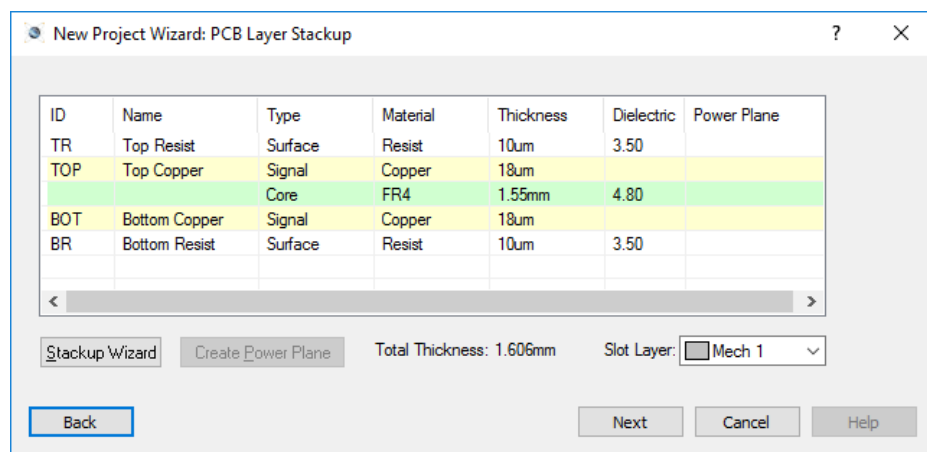 New Project Wizard: PCB Layer Stackup ?
ID Name Type Material Thickness Dielectric Power Plane
TR Top Resist Surface Resist 10um 3.50
TOP Top Copper Signal Copper 18um
Core FR4 1.55mm 4.80
BOT Bottom Copper Signal Copper 18um
BR Bottom Resist Surface Resist 10um 3.50
Stackup Wizard Create Power Plane Total Thickness: 1.606mm Slot Layer: Mech 1
Back Next Cancel Help